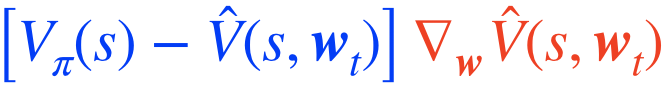 [V_π(s) − V̂(s, w_t)] ∇_w V̂(s, w_t)